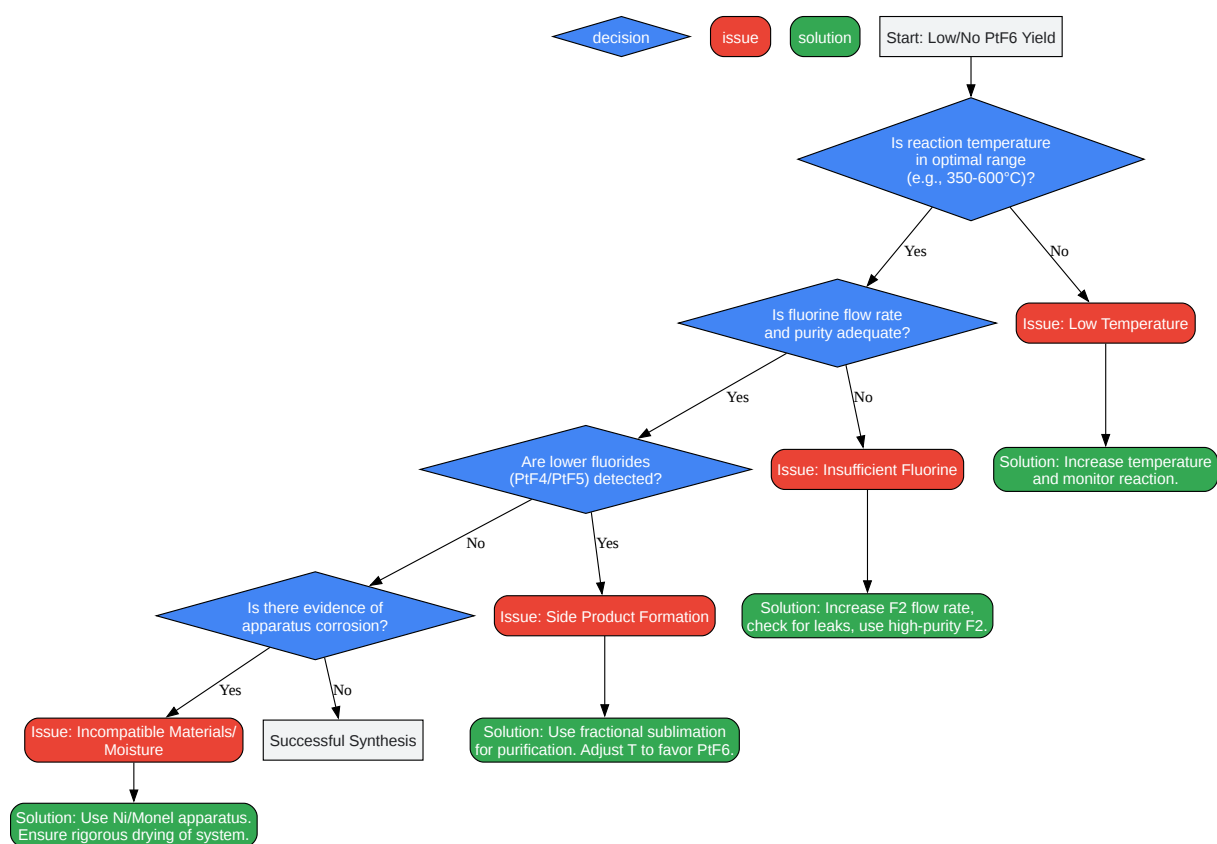 decision
issue
solution
Start: Low/No PtF6 Yield
Is reaction temperature
in optimal range
(e.g., 350-600°C)?
Yes
No
Is fluorine flow rate
and purity adequate?
Issue: Low Temperature
Yes
No
Are lower fluorides
(PtF4/PtF5) detected?
Issue: Insufficient Fluorine
Solution: Increase temperature
and monitor reaction.
No
Yes
Is there evidence of
apparatus corrosion?
Issue: Side Product Formation
Solution: Increase F2 flow rate,
check for leaks, use high-purity F2.
Yes
No
Issue: Incompatible Materials/
Moisture
Successful Synthesis
Solution: Use fractional sublimation
for purification. Adjust T to favor PtF6.
Solution: Use Ni/Monel apparatus.
Ensure rigorous drying of system.